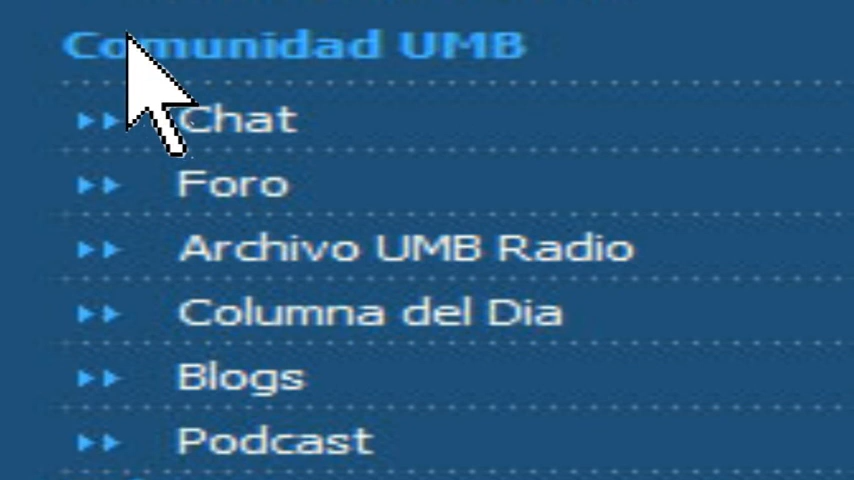 Comunidad UMB
Chat
Foro
Archivo UMB Radio
Columna del Dia
Blogs
Podcast